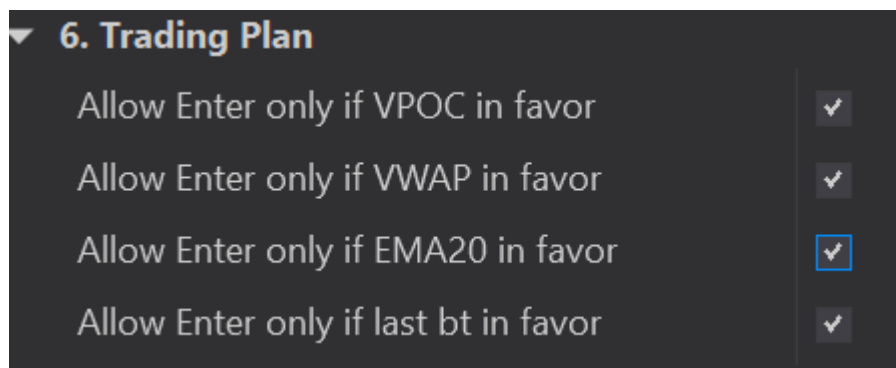 6. Trading Plan
Allow Enter only if VPOC in favor
Allow Enter only if VWAP in favor
Allow Enter only if EMA20 in favor
Allow Enter only if last bt in favor